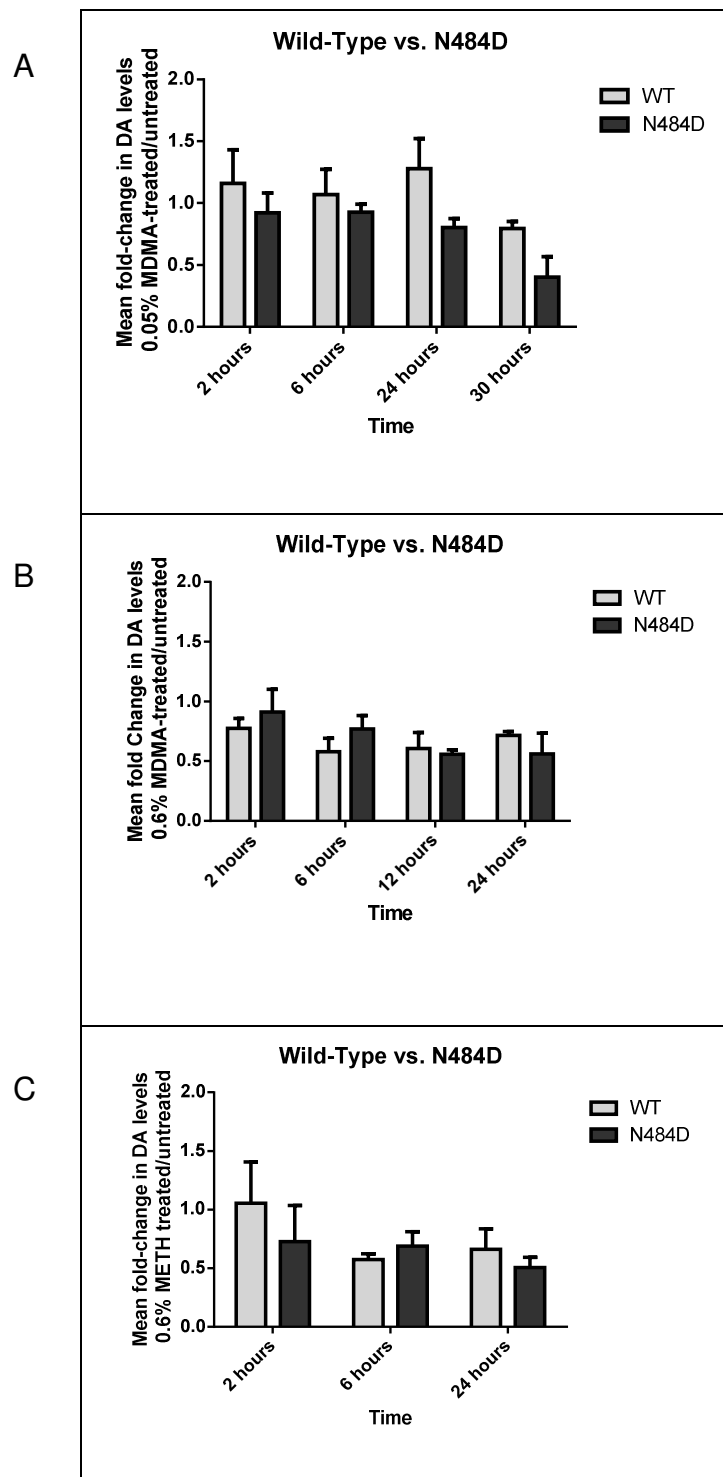 A
Wild-Type vs. N484D
Mean fold-change in DA levels
0.05% MDMA-treated/untreated
2.0
1.5
1.0
0.5
0.0
2 hours
6 hours
24 hours
30 hours
Time
WT
N484D
B
Wild-Type vs. N484D
Mean fold Change in DA levels
0.6% MDMA-treated/untreated
2.0
1.5
1.0
0.5
0.0
2 hours
6 hours
12 hours
24 hours
Time
WT
N484D
C
Wild-Type vs. N484D
Mean fold-change in DA levels
0.6% METH treated/untreated
2.0
1.5
1.0
0.5
0.0
2 hours
6 hours
24 hours
Time
WT
N484D